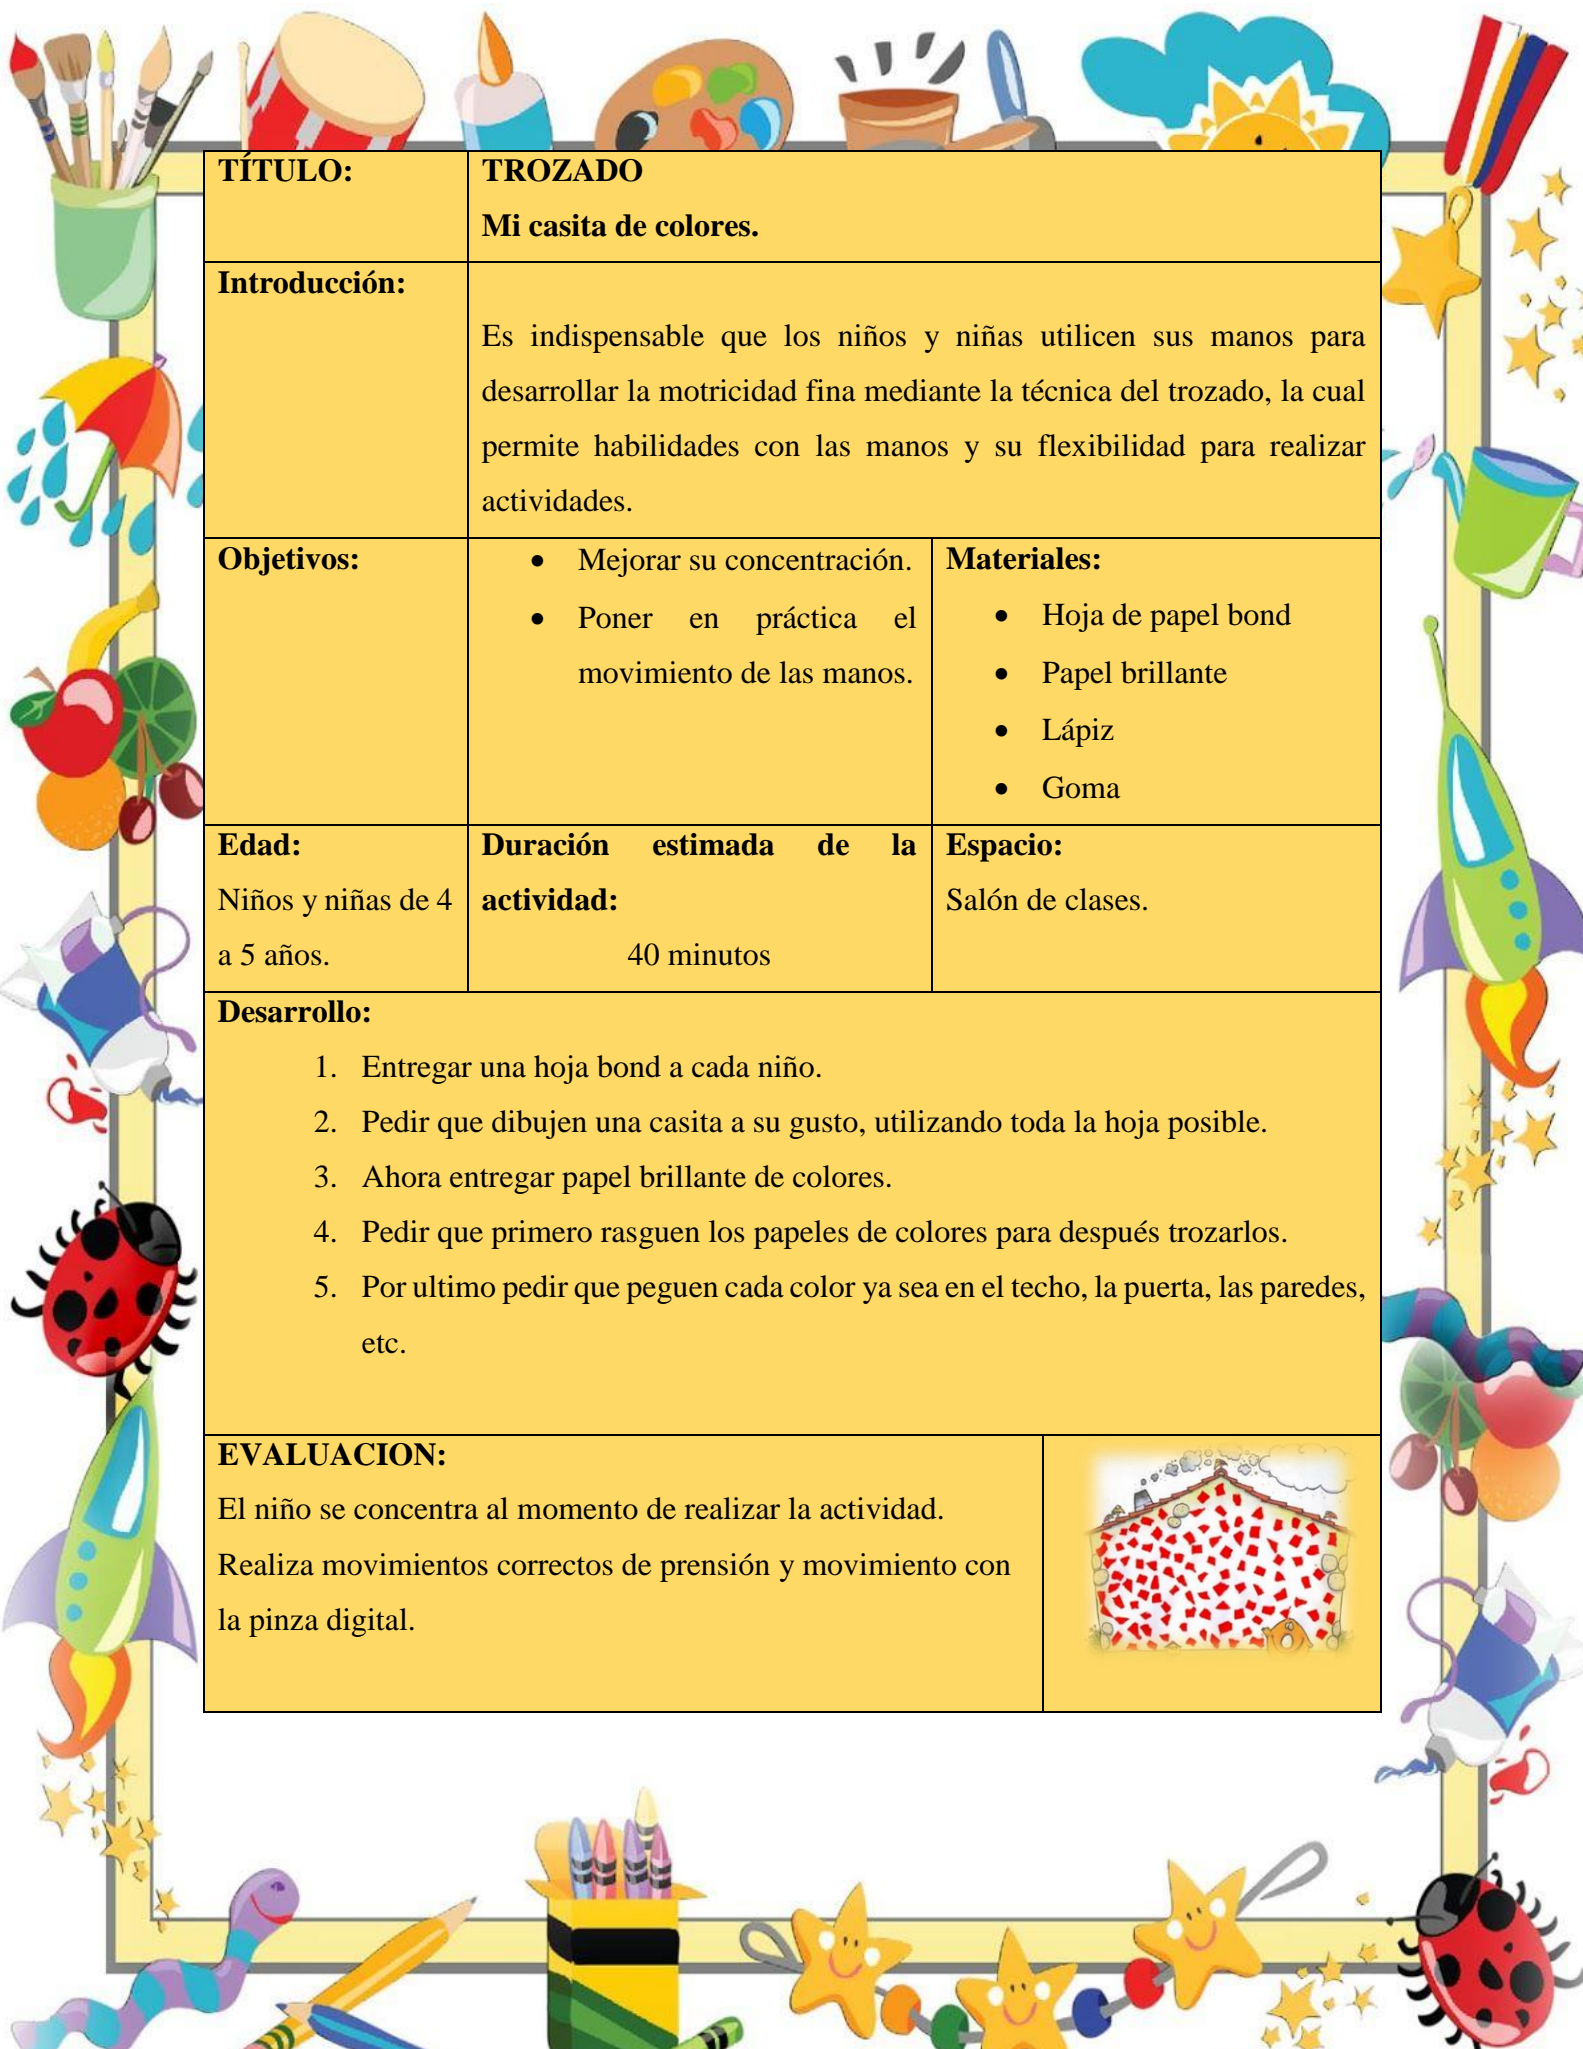 TÍTULO:
TROZADO
Mi casita de colores.
Introducción:
Es indispensable que los niños y niñas utilicen sus manos para
desarrollar la motricidad fina mediante la técnica del trozado, la cual
permite habilidades con las manos y su flexibilidad para realizar
actividades.
Objetivos:
• Mejorar su concentración.
• Poner en práctica el
movimiento de las manos.
Materiales:
• Hoja de papel bond
• Papel brillante
• Lápiz
• Goma
Edad:
Niños y niñas de 4
a 5 años.
Duración estimada de la
actividad:
40 minutos
Espacio:
Salón de clases.
Desarrollo:
1. Entregar una hoja bond a cada niño.
2. Pedir que dibujen una casita a su gusto, utilizando toda la hoja posible.
3. Ahora entregar papel brillante de colores.
4. Pedir que primero rasguen los papeles de colores para después trozarlos.
5. Por ultimo pedir que peguen cada color ya sea en el techo, la puerta, las paredes,
etc.
EVALUACION:
El niño se concentra al momento de realizar la actividad.
Realiza movimientos correctos de prensión y movimiento con
la pinza digital.